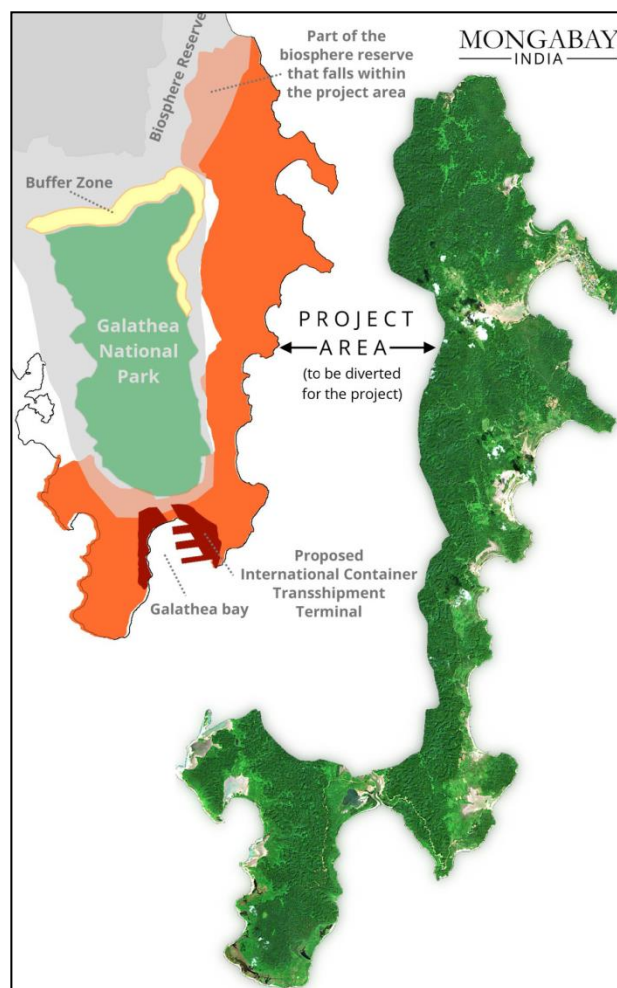 Part of the
biosphere reserve
that falls within
the project area
MONGABAY
INDIA
Biosphere Reserve
Buffer Zone
Galathea
National
Park
PROJECT
AREA
(to be diverted
for the project)
Proposed
International Container
Transshipment
Terminal
Galathea bay